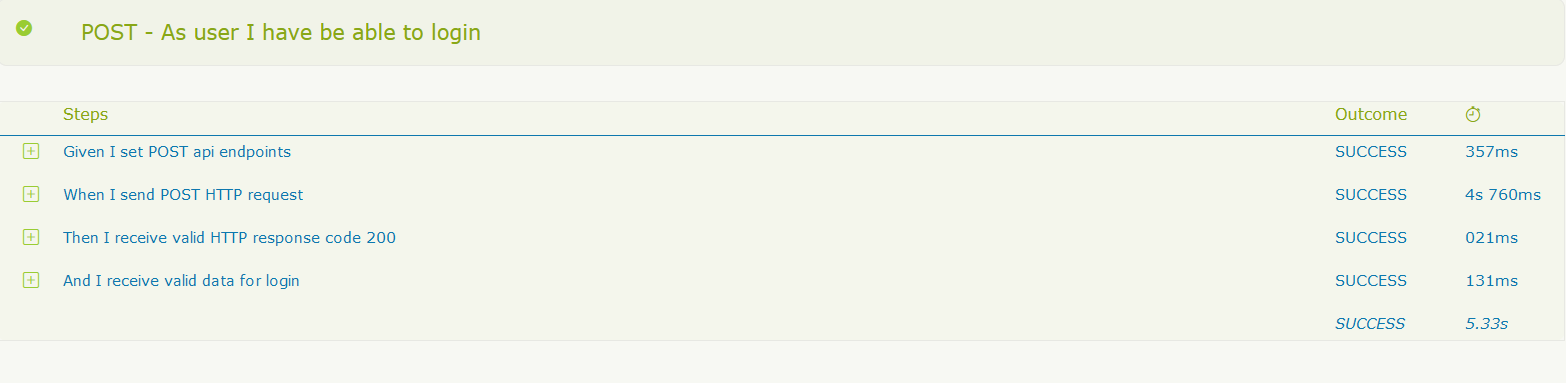 POST - As user I have be able to login
Steps Outcome
Given I set POST api endpoints SUCCESS 357ms
When I send POST HTTP request SUCCESS 4s 760ms
Then I receive valid HTTP response code 200 SUCCESS 021ms
And I receive valid data for login SUCCESS 131ms
SUCCESS 5.33s